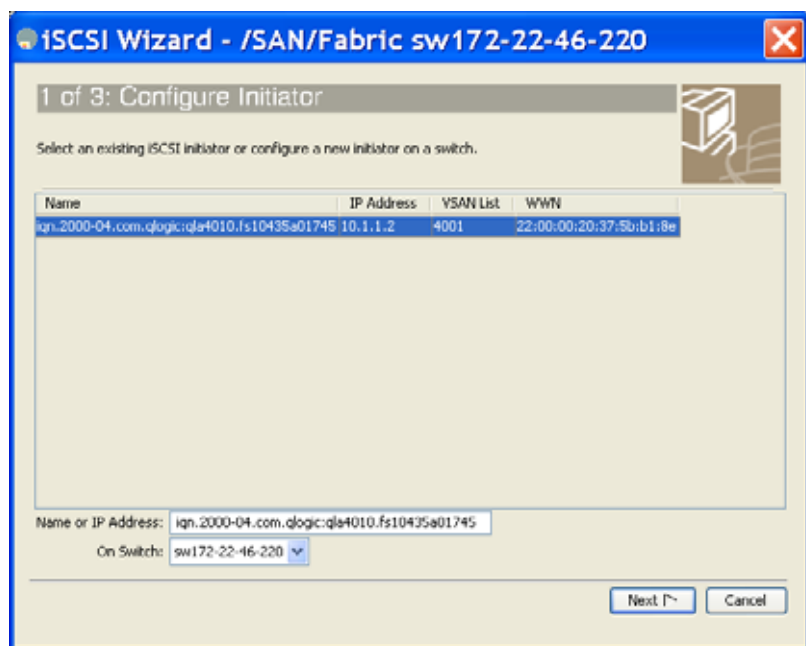 iSCSI Wizard - /SAN/Fabric sw172-22-46-220
1 of 3: Configure Initiator
Select an existing iSCSI initiator or configure a new initiator on a switch.
Name IP Address VSAN List WWN
iqn.2000-04.com.qlogic:qla4010.fs10435a01745 10.1.1.2 4001 22:00:00:20:37:5b:b1:8e
Name or IP Address: iqn.2000-04.com.qlogic:qla4010.fs10435a01745
On Switch: sw172-22-46-220
Next Cancel